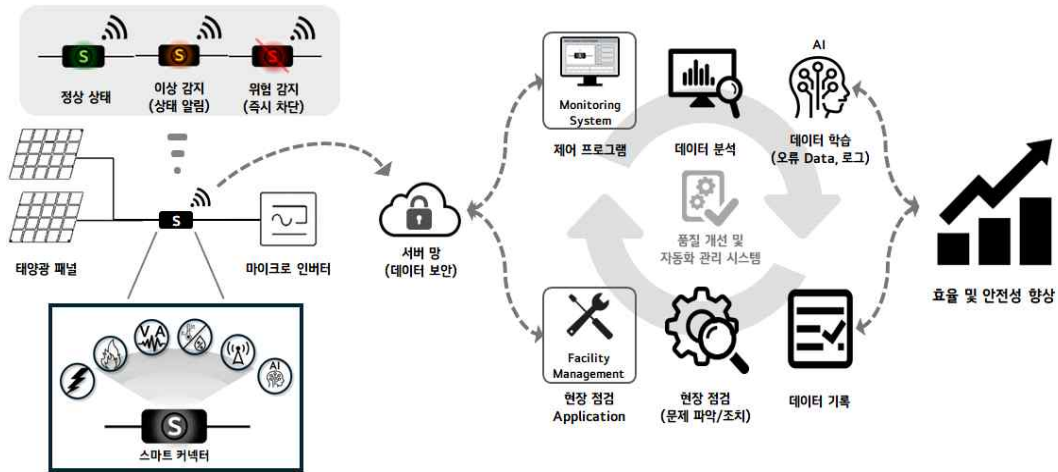 S
S
S
정상 상태
이상 감지
(상태 알림)
위험 감지
(즉시 차단)
S
태양광 패널
마이크로 인버터
V A
AI
S
스마트 커넥터
서버 망
(데이터 보안)
Monitoring
System
제어 프로그램
데이터 분석
AI
데이터 학습
(오류 Data, 로그)
품질 개선 및
자동화 관리 시스템
Facility
Management
현장 점검
Application
현장 점검
(문제 파악/조치)
데이터 기록
효율 및 안전성 향상